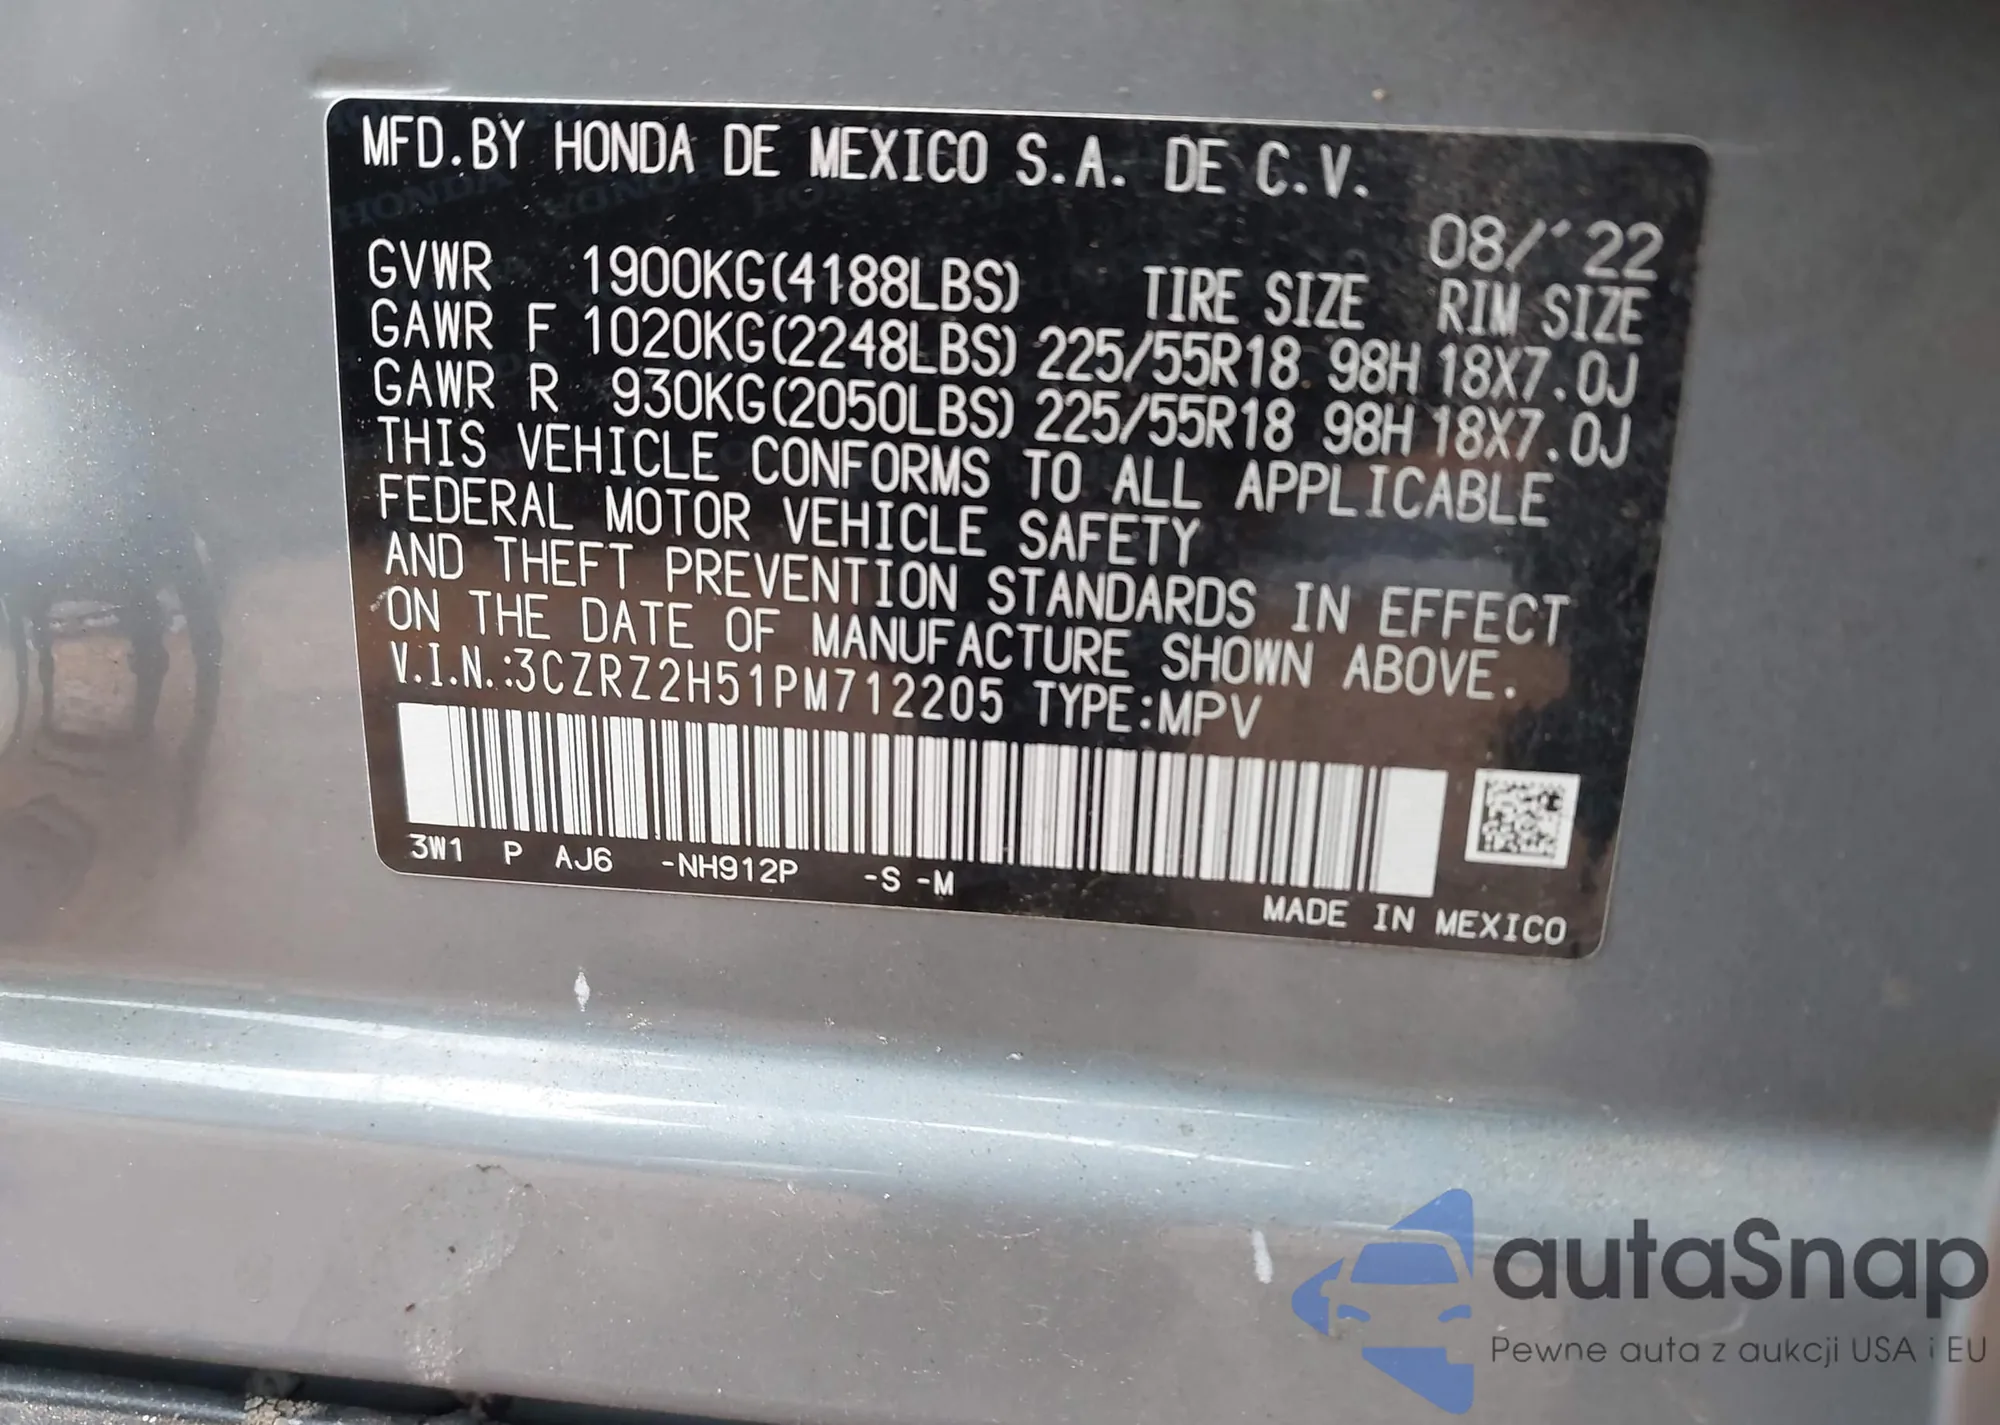 MFD.BY HONDA DE MEXICO S.A. DE C.V.
08/'22
GVWR 1900KG(4188LBS) TIRE SIZE RIM SIZE
GAWR F 1020KG(2248LBS) 225/55R18 98H 18X7.0J
GAWR R 930KG(2050LBS) 225/55R18 98H 18X7.0J
THIS VEHICLE CONFORMS TO ALL APPLICABLE
FEDERAL MOTOR VEHICLE SAFETY
AND THEFT PREVENTION STANDARDS IN EFFECT
ON THE DATE OF MANUFACTURE SHOWN ABOVE.
V.I.N.:3CZRZ2H51PM712205 TYPE:MPV
3W1 P AJ6 -NH912P -S -M
MADE IN MEXICO
autaSnap
Pewne auta z aukcji USA i EU